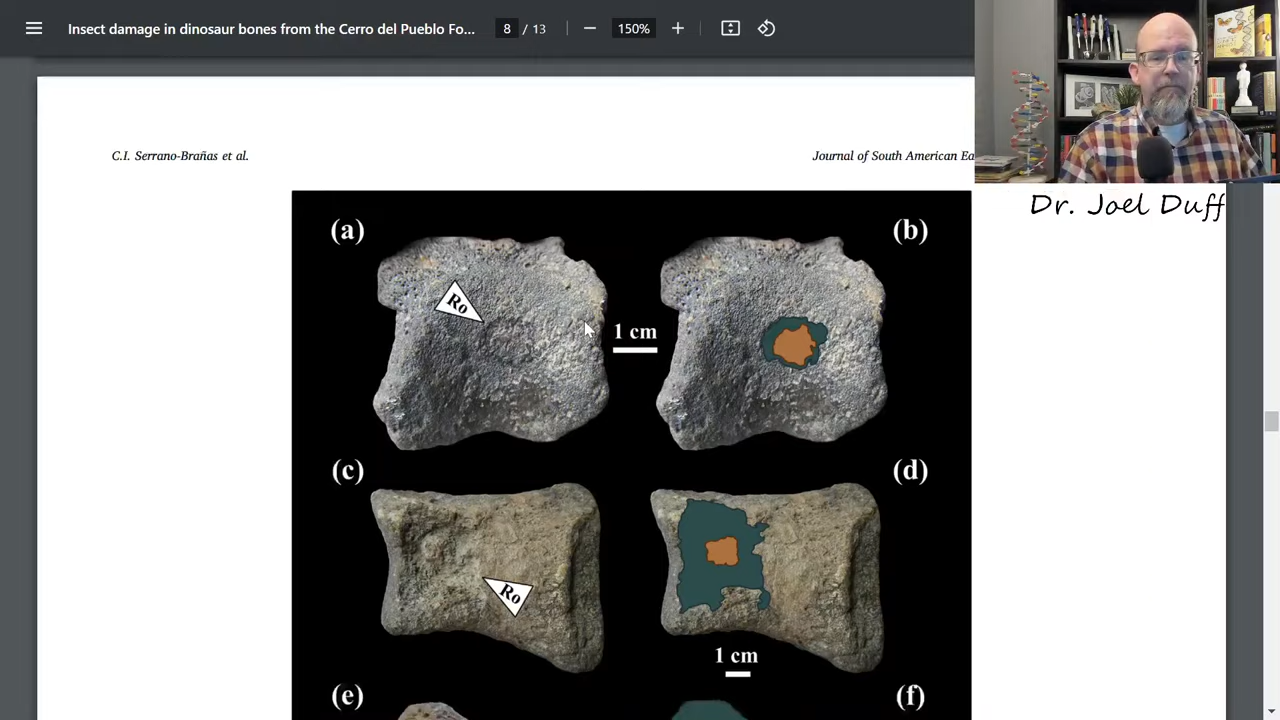 Insect damage in dinosaur bones from the Cerro del Pueblo Fo...
8 / 13
150%
C.I. Serrano-Brañas et al.
Journal of South American Ea
Dr. Joel Duff
(a)
(b)
Ro
1 cm
(c)
(d)
Ro
1 cm
(e)
(f)